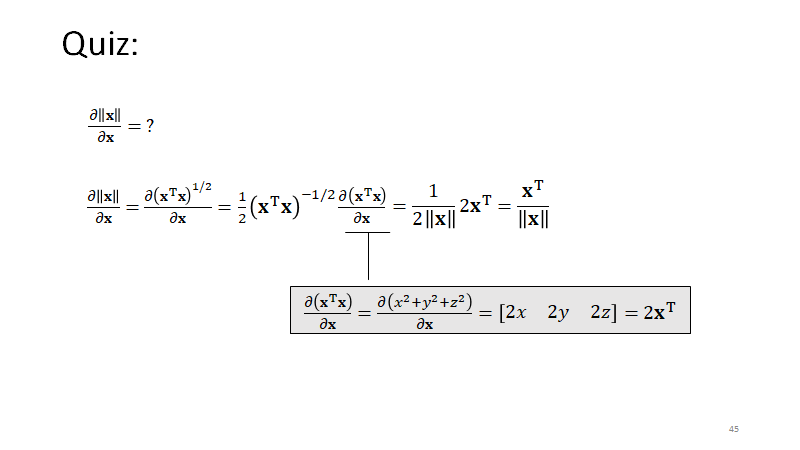 Quiz:
∂‖𝐱‖/∂𝐱 = ?
∂‖𝐱‖/∂𝐱 = ∂(𝐱ᵀ𝐱)^{1/2}/∂𝐱 = 1/2 (𝐱ᵀ𝐱)^{−1/2} ∂(𝐱ᵀ𝐱)/∂𝐱 = 1/(2‖𝐱‖) 2𝐱ᵀ = 𝐱ᵀ/‖𝐱‖
∂(𝐱ᵀ𝐱)/∂𝐱 = ∂(x²+y²+z²)/∂𝐱 = [2x 2y 2z] = 2𝐱ᵀ
45